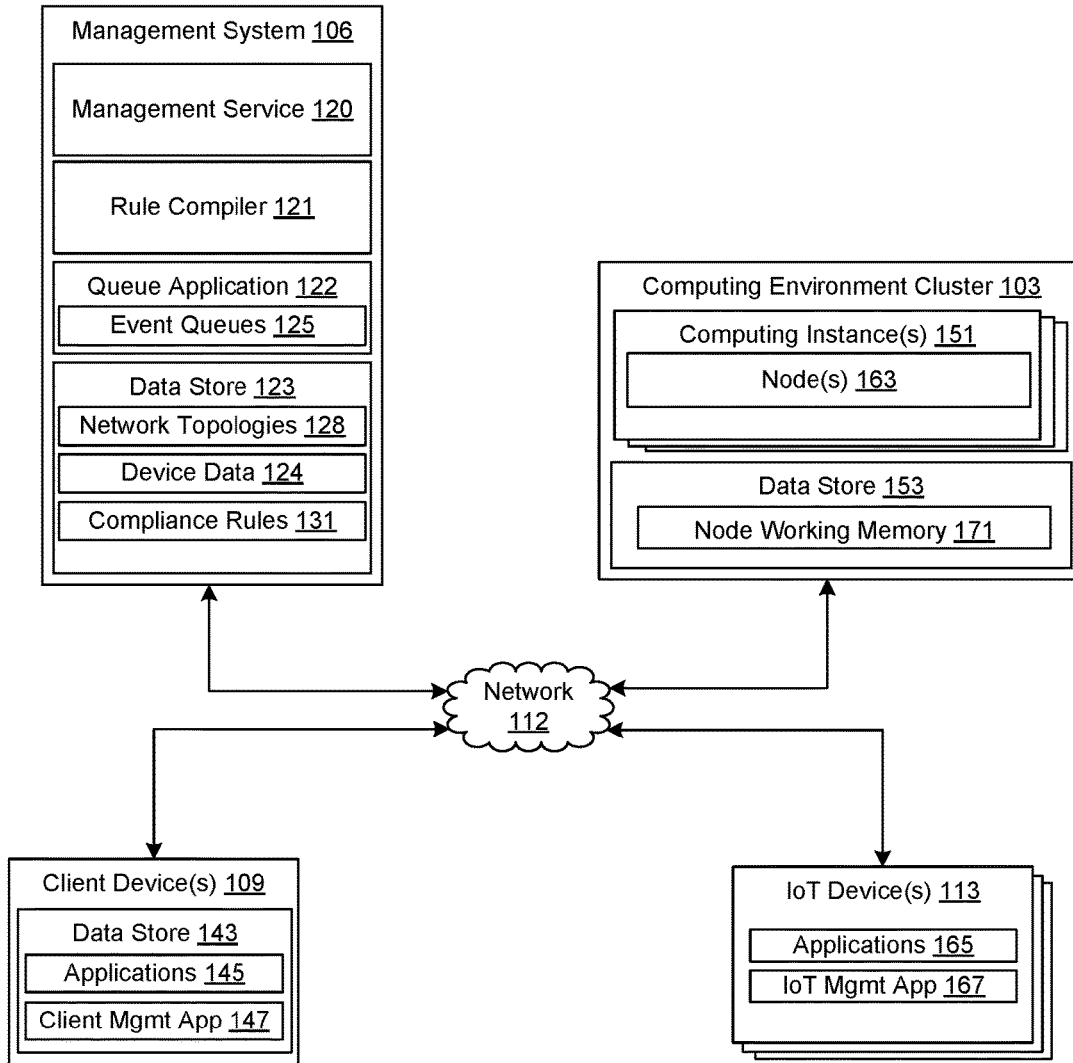 Management System 106
Management Service 120
Rule Compiler 121
Queue Application 122
Event Queues 125
Data Store 123
Network Topologies 128
Device Data 124
Compliance Rules 131
Computing Environment Cluster 103
Computing Instance(s) 151
Node(s) 163
Data Store 153
Node Working Memory 171
Network
112
Client Device(s) 109
Data Store 143
Applications 145
Client Mgmt App 147
IoT Device(s) 113
Applications 165
IoT Mgmt App 167